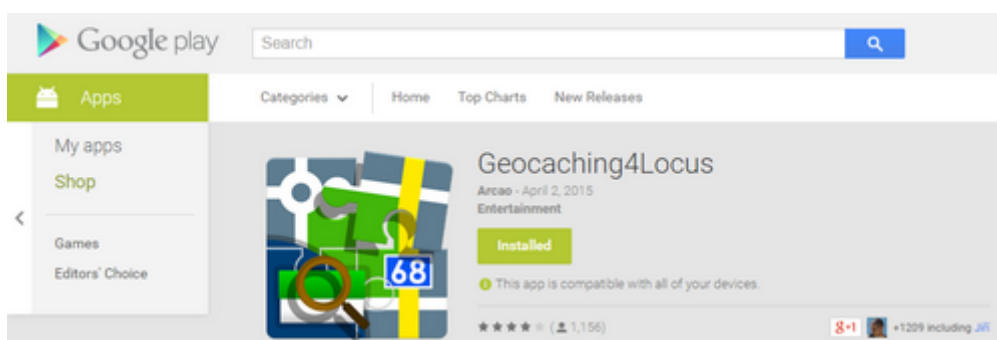 Google play
Search
Apps
Categories Home Top Charts New Releases
My apps
Shop
Games
Editors' Choice
68
Geocaching4Locus
Arcao - April 2, 2015
Entertainment
Installed
This app is compatible with all of your devices.
(1,156)
g+1 +1209 including Jiří